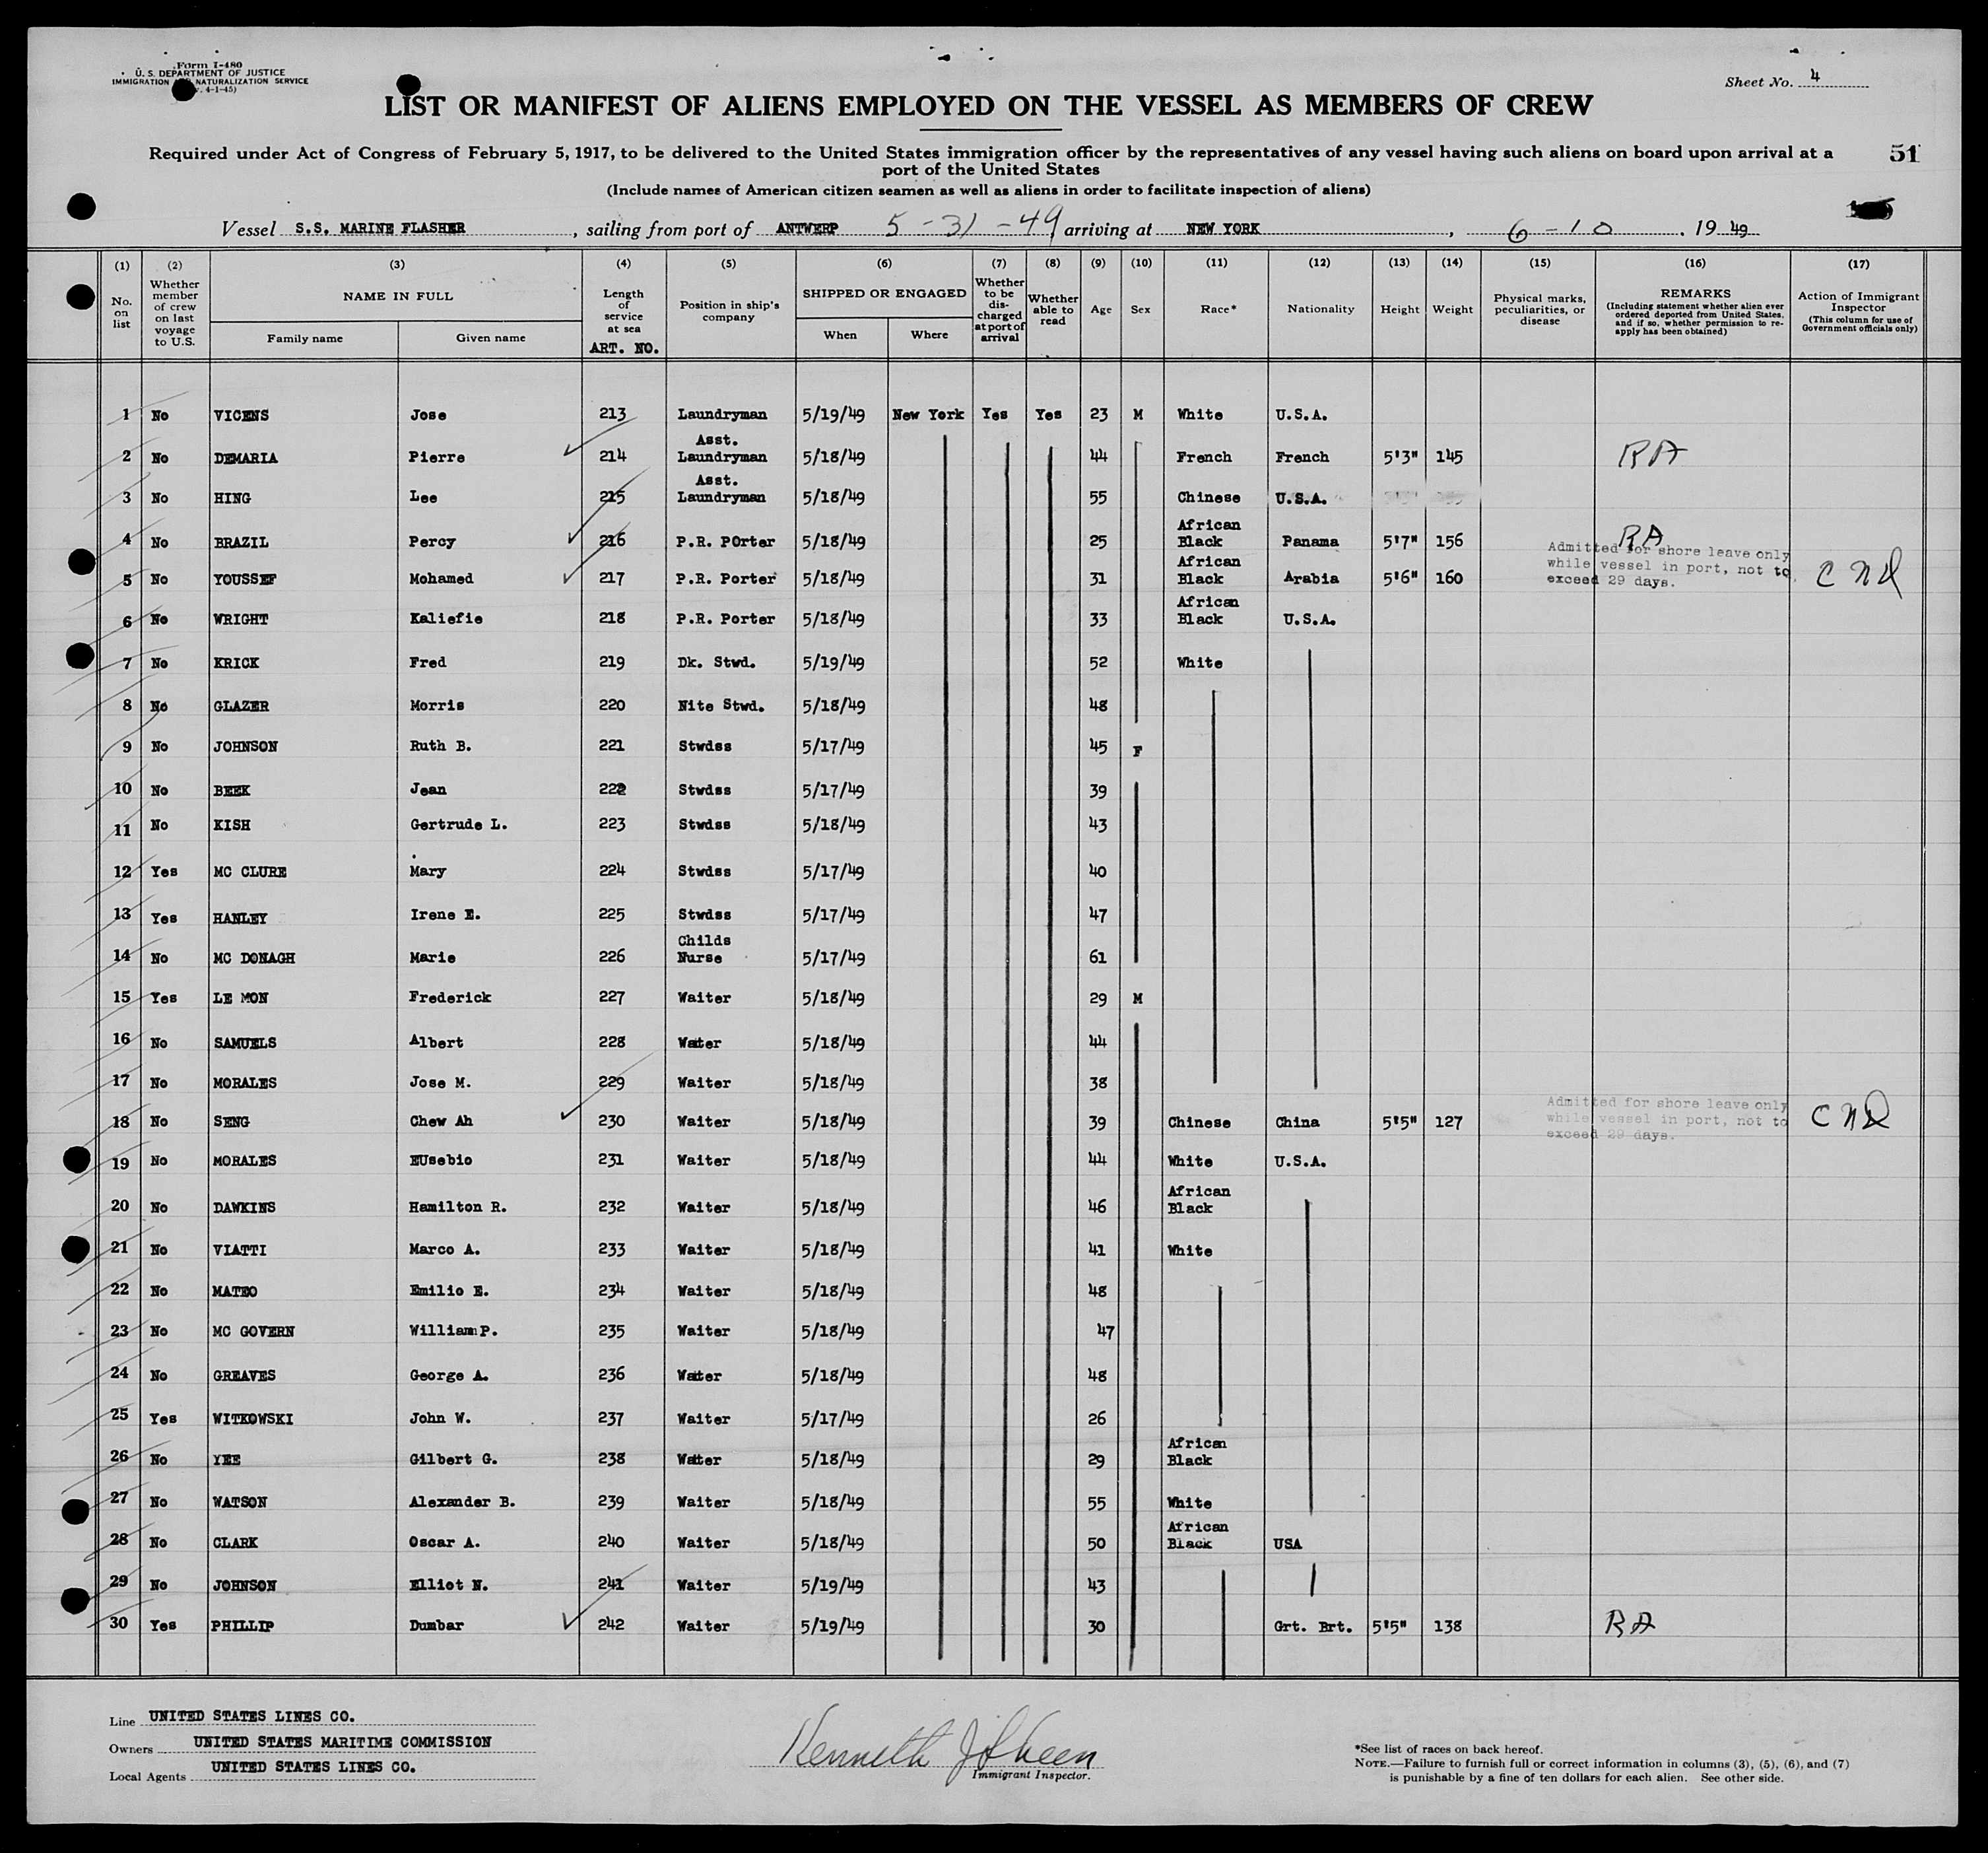 Form I-480
U. S. DEPARTMENT OF JUSTICE
IMMIGRATION NATURALIZATION SERVICE
4-1-45)
Sheet No. 4
LIST OR MANIFEST OF ALIENS EMPLOYED ON THE VESSEL AS MEMBERS OF CREW
Required under Act of Congress of February 5, 1917, to be delivered to the United States immigration officer by the representatives of any vessel having such aliens on board upon arrival at a
port of the United States
51
(Include names of American citizen seamen as well as aliens in order to facilitate inspection of aliens)
Vessel S.S. MARINE FLASHER, sailing from port of ANTWERP 5-31-49 arriving at NEW YORK, 6-10, 19 49
(1) (2) (3) (4) (5) (6) (7) (8) (9) (10) (11) (12) (13) (14) (15) (16) (17)
No. on list
Whether member of crew on last voyage to U.S.
NAME IN FULL
Family name Given name
Length of service at sea
ART. NO.
Position in ship's company
SHIPPED OR ENGAGED
When Where
Whether to be discharged at port of arrival
Whether able to read
Age
Sex
Race*
Nationality
Height
Weight
Physical marks, peculiarities, or disease
REMARKS
(Including statement whether alien ever ordered deported from United States, and if so, whether permission to re-apply has been obtained)
Action of Immigrant Inspector
(This column for use of Government officials only)
1 No VICENS Jose 213 Laundryman 5/19/49 New York Yes Yes 23 M White U.S.A.
2 No DEMARIA Pierre 214 Asst. Laundryman 5/18/49 44 French French 5'3" 145 RA
3 No HING Lee 215 Asst. Laundryman 5/18/49 55 Chinese U.S.A.
4 No BRAZIL Percy 216 P.R. POrter 5/18/49 25 African Black Panama 5'7" 156 RA
5 No YOUSSEF Mohamed 217 P.R. Porter 5/18/49 31 African Black Arabia 5'6" 160 Admitted for shore leave only while vessel in port, not to exceed 29 days. CND
6 No WRIGHT Kaliefie 218 P.R. Porter 5/18/49 33 African Black U.S.A.
7 No KRICK Fred 219 Dk. Stwd. 5/19/49 52 White
8 No GLAZER Morris 220 Nite Stwd. 5/18/49 48
9 No JOHNSON Ruth B. 221 Stwdss 5/17/49 45 F
10 No BEEK Jean 222 Stwdss 5/17/49 39
11 No KISH Gertrude L. 223 Stwdss 5/18/49 43
12 Yes MC CLURE Mary 224 Stwdss 5/17/49 40
13 Yes HANLEY Irene E. 225 Stwdss 5/17/49 47
14 No MC DONAGH Marie 226 Childs Nurse 5/17/49 61
15 Yes LE MON Frederick 227 Waiter 5/18/49 29 M
16 No SAMUELS Albert 228 Waiter 5/18/49 44
17 No MORALES Jose M. 229 Waiter 5/18/49 38
18 No SENG Chew Ah 230 Waiter 5/18/49 39 Chinese China 5'5" 127 Admitted for shore leave only while vessel in port, not to exceed 29 days. CND
19 No MORALES EUsebio 231 Waiter 5/18/49 44 White U.S.A.
20 No DAWKINS Hamilton R. 232 Waiter 5/18/49 46 African Black
21 No VIATTI Marco A. 233 Waiter 5/18/49 41 White
22 No MATEO Emilio E. 234 Waiter 5/18/49 48
23 No MC GOVERN William P. 235 Waiter 5/18/49 47
24 No GREAVES George A. 236 Waiter 5/18/49 48
25 Yes WITKOWSKI John W. 237 Waiter 5/17/49 26
26 No YEE Gilbert G. 238 Waiter 5/18/49 29 African Black
27 No WATSON Alexander B. 239 Waiter 5/18/49 55 White
28 No CLARK Oscar A. 240 Waiter 5/18/49 50 African Black USA
29 No JOHNSON Elliot N. 241 Waiter 5/19/49 43
30 Yes PHILLIP Dumbar 242 Waiter 5/19/49 30 Grt. Brt. 5'5" 138 RA
Line UNITED STATES LINES CO.
Owners UNITED STATES MARITIME COMMISSION
Local Agents UNITED STATES LINES CO.
Kenneth
Immigrant Inspector.
*See list of races on back hereof.
NOTE.—Failure to furnish full or correct information in columns (3), (5), (6), and (7)
is punishable by a fine of ten dollars for each alien. See other side.